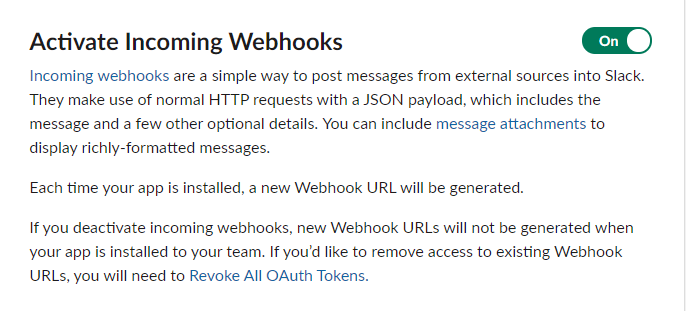 Activate Incoming Webhooks
On
Incoming webhooks are a simple way to post messages from external sources into Slack.
They make use of normal HTTP requests with a JSON payload, which includes the
message and a few other optional details. You can include message attachments to
display richly-formatted messages.
Each time your app is installed, a new Webhook URL will be generated.
If you deactivate incoming webhooks, new Webhook URLs will not be generated when
your app is installed to your team. If you’d like to remove access to existing Webhook
URLs, you will need to Revoke All OAuth Tokens.